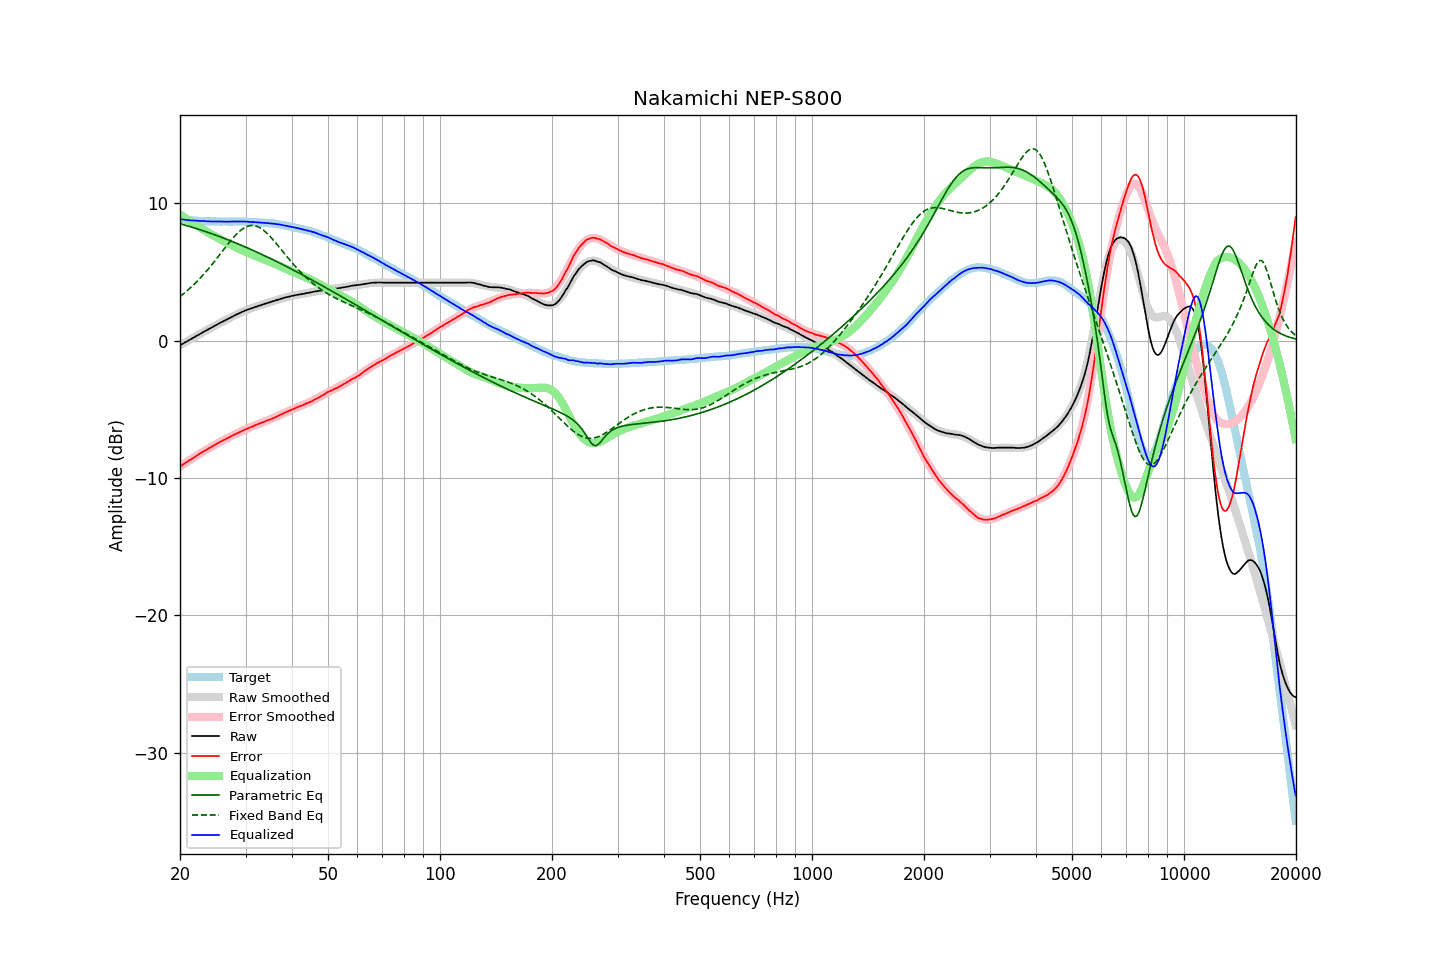 Nakamichi NEP-S800
Amplitude (dBr)
10
0
−10
−20
−30
Target
Raw Smoothed
Error Smoothed
Raw
Error
Equalization
Parametric Eq
Fixed Band Eq
Equalized
20
50
100
200
500
1000
2000
5000
10000
20000
Frequency (Hz)